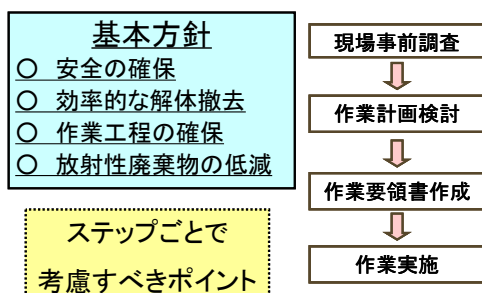 基本方針
○ 安全の確保
○ 効率的な解体撤去
○ 作業工程の確保
○ 放射性廃棄物の低減
ステップごとで
考慮すべきポイント
現場事前調査
作業計画検討
作業要領書作成
作業実施